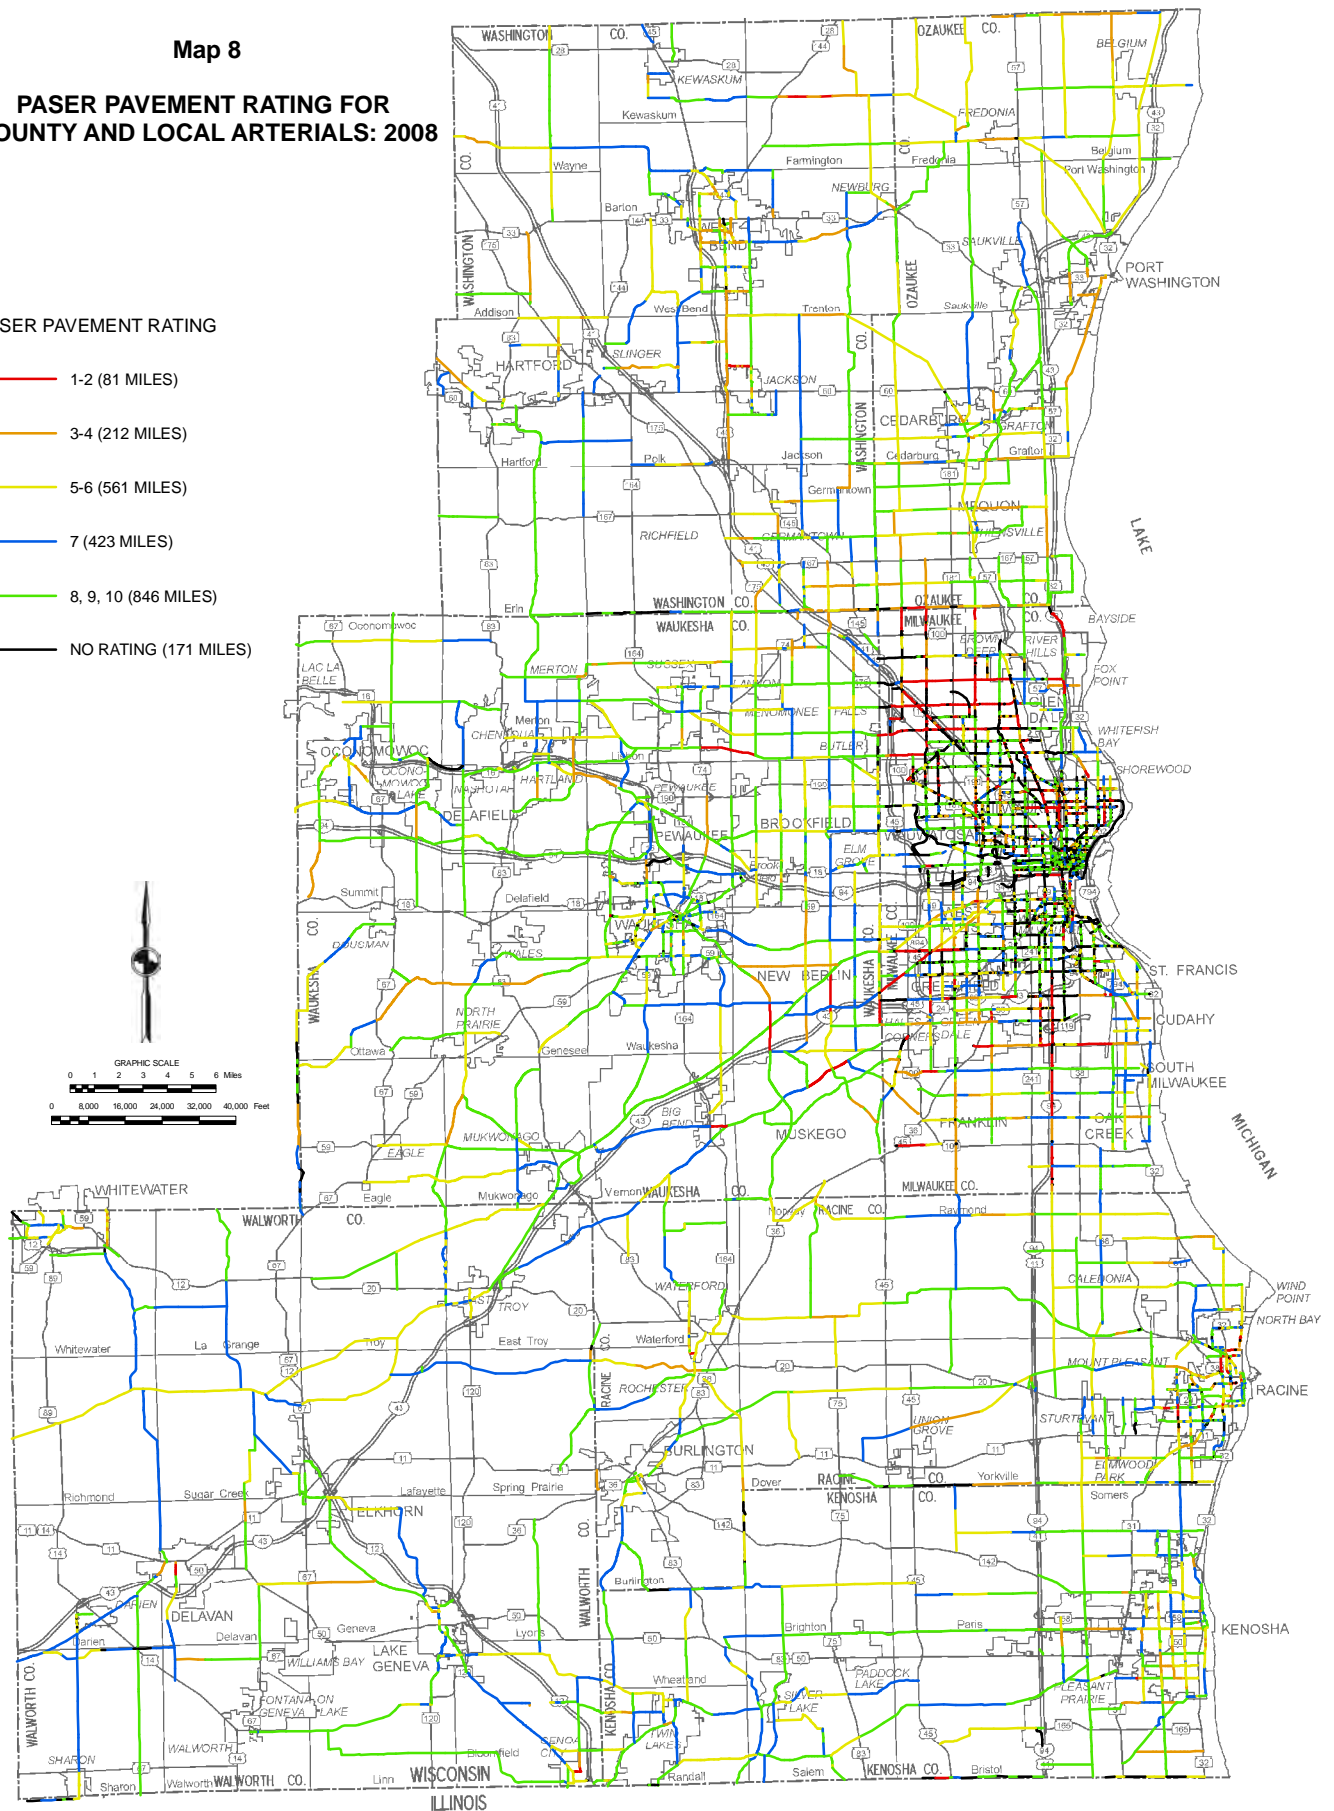 Map 8
PASER PAVEMENT RATING FOR
OUNTY AND LOCAL ARTERIALS: 2008
SER PAVEMENT RATING
1-2 (81 MILES)
3-4 (212 MILES)
5-6 (561 MILES)
7 (423 MILES)
8, 9, 10 (846 MILES)
NO RATING (171 MILES)
GRAPHIC SCALE
0 1 2 3 4 5 6 Miles
0 8,000 16,000 24,000 32,000 40,000 Feet
WASHINGTON CO.
OZAUKEE CO.
BELGIUM
KEWASKUM
Kewaskum
FREDONIA
Wayne
Farmington
Fredonia
Belgium
Port Washington
NEWBURG
Barton
WEST
BEND
SAUKVILLE
PORT
WASHINGTON
Addison
West Bend
Trenton
Saukville
HARTFORD
SLINGER
JACKSON
CEDARBURG
GRAFTON
Hartford
Polk
Jackson
Cedarburg
Grafton
Germantown
MEQUON
THIENSVILLE
RICHFIELD
GERMANTOWN
LAKE
Erin
WASHINGTON CO.
WAUKESHA CO.
OZAUKEE CO.
MILWAUKEE CO.
BAYSIDE
Oconomowoc
LAC LA
BELLE
MERTON
SUSSEX
LANNON
BROWN
DEER
RIVER
HILLS
FOX
POINT
Merton
CHENEQUA
MENOMONEE FALLS
GLEN
DALE
WHITEFISH
BAY
OCONOMOWOC
Lisbon
BUTLER
SHOREWOOD
OCONO-
MOWOC
LAKE
NASHOTAH
HARTLAND
PEWAUKEE
DELAFIELD
PEWAUKEE
BROOKFIELD
WAUWATOSA
ELM
GROVE
Brook-
field
Summit
Delafield
WAUKESHA
WEST
ALLIS
DOUSMAN
WALES
NEW BERLIN
GREENFIELD
ST. FRANCIS
CUDAHY
NORTH
PRAIRIE
HALES
CORNERS
GREEN
DALE
Ottawa
Genesee
Waukesha
SOUTH
MILWAUKEE
BIG
BEND
MUSKEGO
FRANKLIN
OAK
CREEK
MUKWONAGO
EAGLE
MICHIGAN
WHITEWATER
Eagle
Mukwonago
Vernon
WAUKESHA CO.
MILWAUKEE CO.
WALWORTH CO.
Norway
RACINE CO.
Raymond
CALEDONIA
WIND
POINT
NORTH BAY
WATERFORD
EAST
TROY
Whitewater
La Grange
Troy
East Troy
Waterford
MOUNT PLEASANT
RACINE
ROCHESTER
UNION
GROVE
STURTEVANT
BURLINGTON
ELMWOOD
PARK
Richmond
Sugar Creek
Lafayette
Spring Prairie
Dover
RACINE CO.
KENOSHA CO.
Yorkville
Somers
ELKHORN
Burlington
DARIEN
DELAVAN
Darien
Delavan
Geneva
Lyons
Brighton
Paris
KENOSHA
WILLIAMS BAY
LAKE
GENEVA
Wheatland
PADDOCK
LAKE
FONTANA ON
GENEVA LAKE
SILVER
LAKE
PLEASANT
PRAIRIE
TWIN
LAKES
GENOA
CITY
SHARON
WALWORTH
Bloomfield
Sharon
Walworth
WALWORTH CO.
Linn
WISCONSIN
ILLINOIS
Randall
Salem
KENOSHA CO.
Bristol